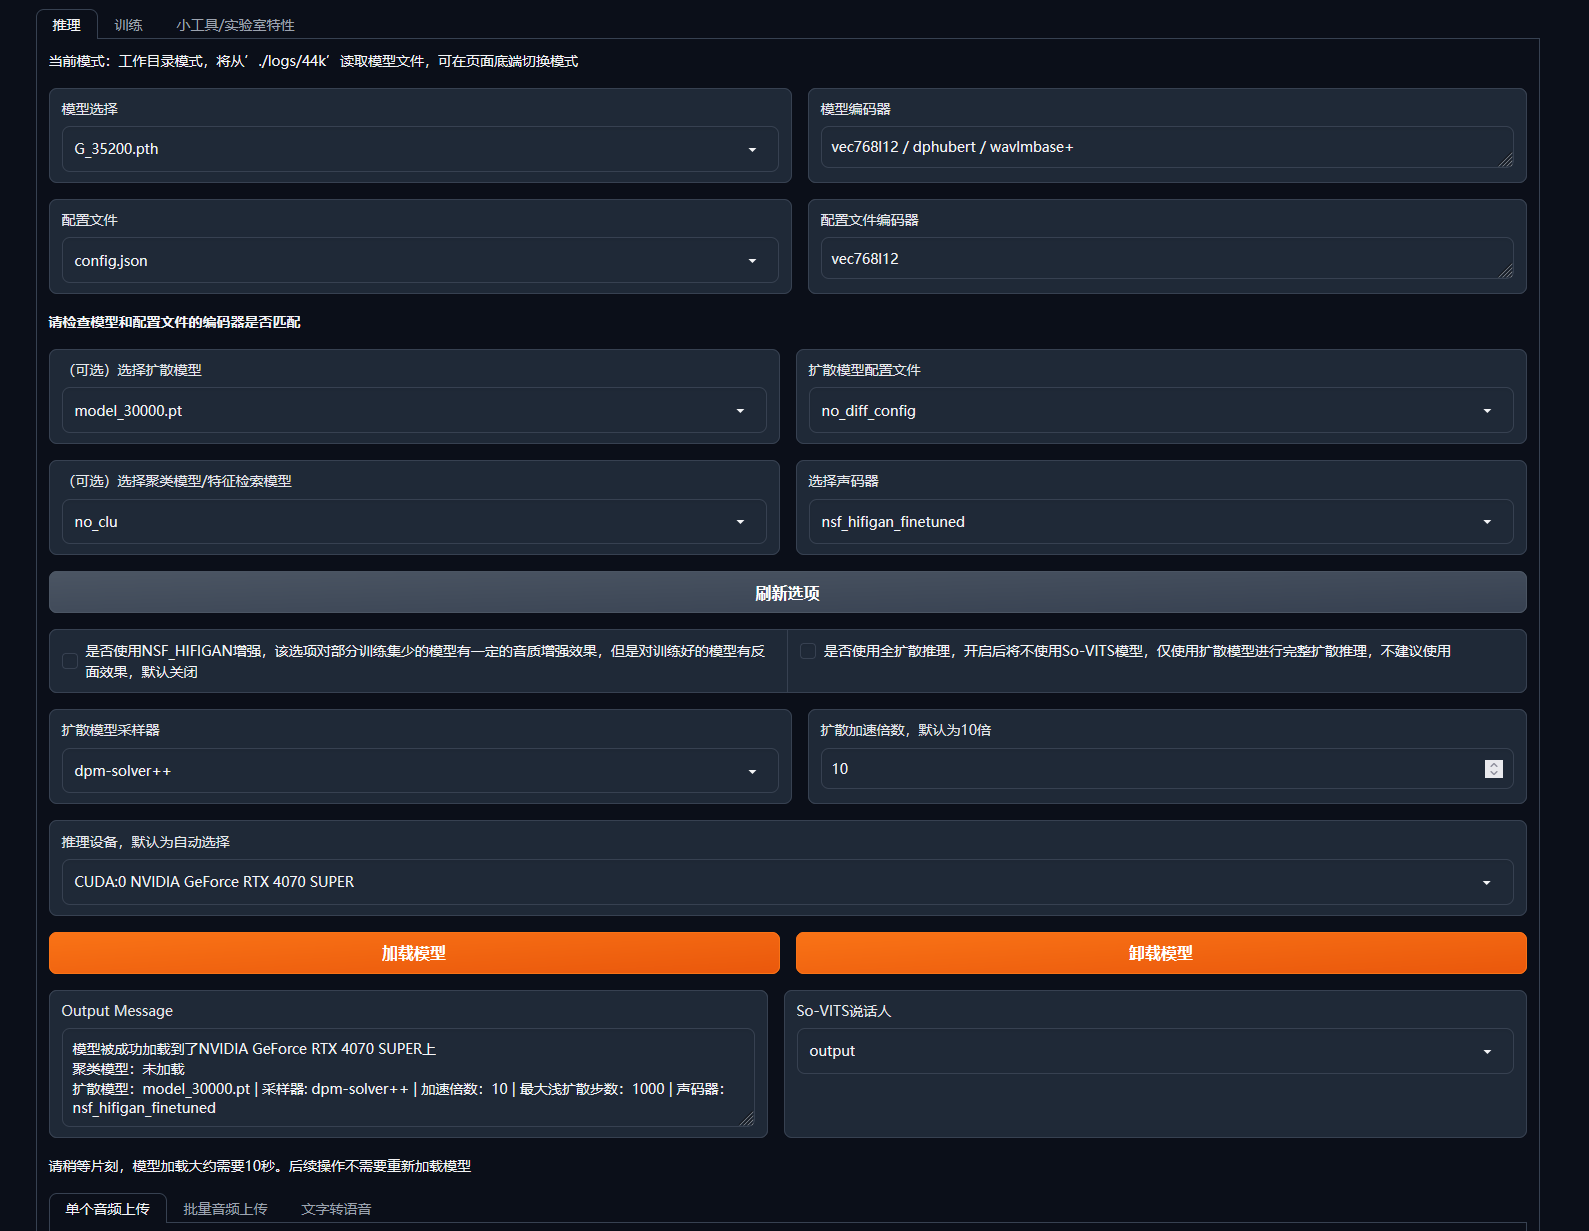 推理 训练 小工具/实验室特性
当前模式：工作目录模式，将从'./logs/44k'读取模型文件，可在页面底端切换模式
模型选择
G_35200.pth
模型编码器
vec768l12 / dphubert / wavlmbase+
配置文件
config.json
配置文件编码器
vec768l12
请检查模型和配置文件的编码器是否匹配
（可选）选择扩散模型
model_30000.pt
扩散模型配置文件
no_diff_config
（可选）选择聚类模型/特征检索模型
no_clu
选择声码器
nsf_hifigan_finetuned
刷新选项
是否使用NSF_HIFIGAN增强，该选项对部分训练集少的模型有一定的音质增强效果，但是对训练好的模型有反
面效果，默认关闭
是否使用全扩散推理，开启后将不使用So-VITS模型，仅使用扩散模型进行完整扩散推理，不建议使用
扩散模型采样器
dpm-solver++
扩散加速倍数，默认为10倍
10
推理设备，默认为自动选择
CUDA:0 NVIDIA GeForce RTX 4070 SUPER
加载模型
卸载模型
Output Message
模型被成功加载到了NVIDIA GeForce RTX 4070 SUPER上
聚类模型：未加载
扩散模型：model_30000.pt | 采样器: dpm-solver++ | 加速倍数：10 | 最大浅扩散步数：1000 | 声码器：
nsf_hifigan_finetuned
So-VITS说话人
output
请稍等片刻，模型加载大约需要10秒。后续操作不需要重新加载模型
单个音频上传 批量音频上传 文字转语音